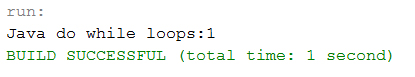 run:
Java do while loops:1
BUILD SUCCESSFUL (total time: 1 second)